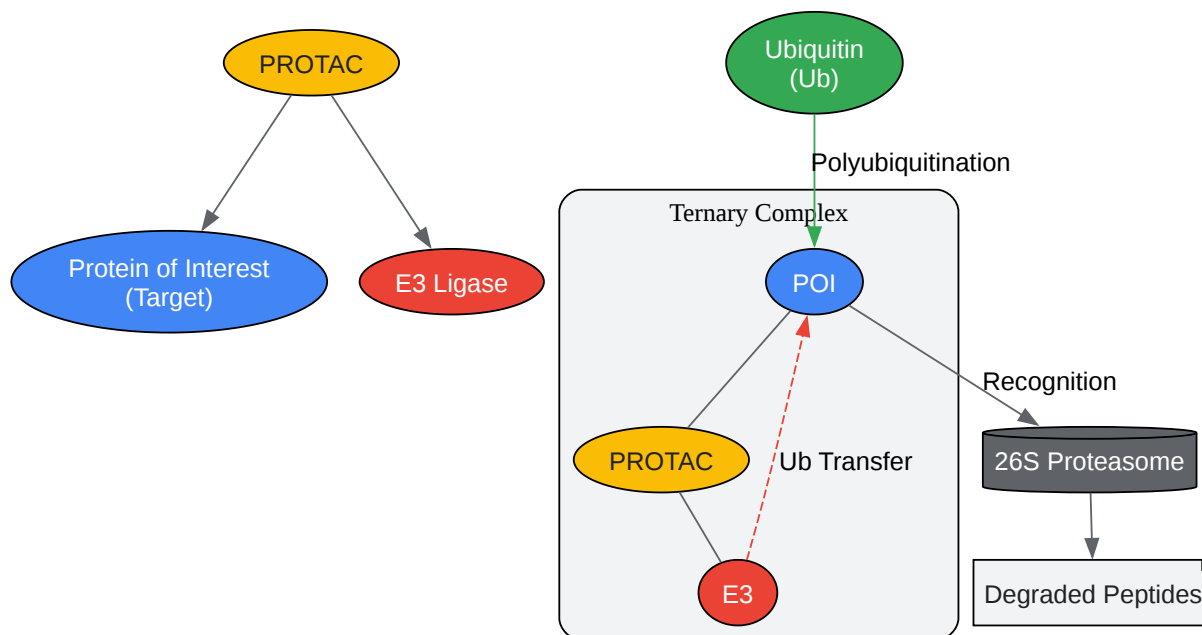 PROTAC
Ubiquitin
(Ub)
Polyubiquitination
Ternary Complex
Protein of Interest
(Target)
E3 Ligase
POI
Recognition
PROTAC
Ub Transfer
26S Proteasome
E3
Degraded Peptides